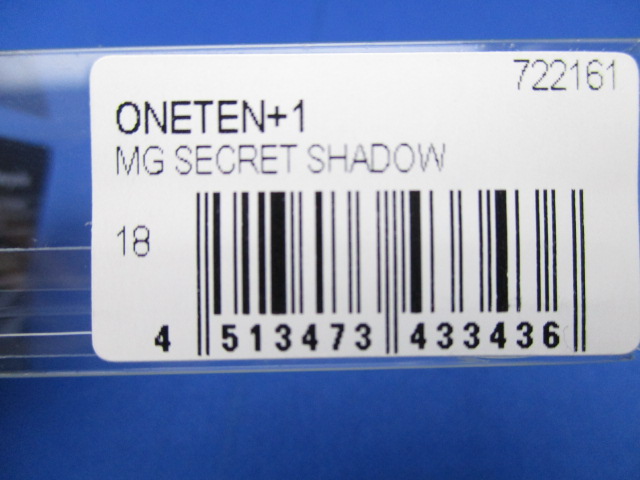 722161
ONETEN+1
MG SECRET SHADOW
18
4 513473 433436